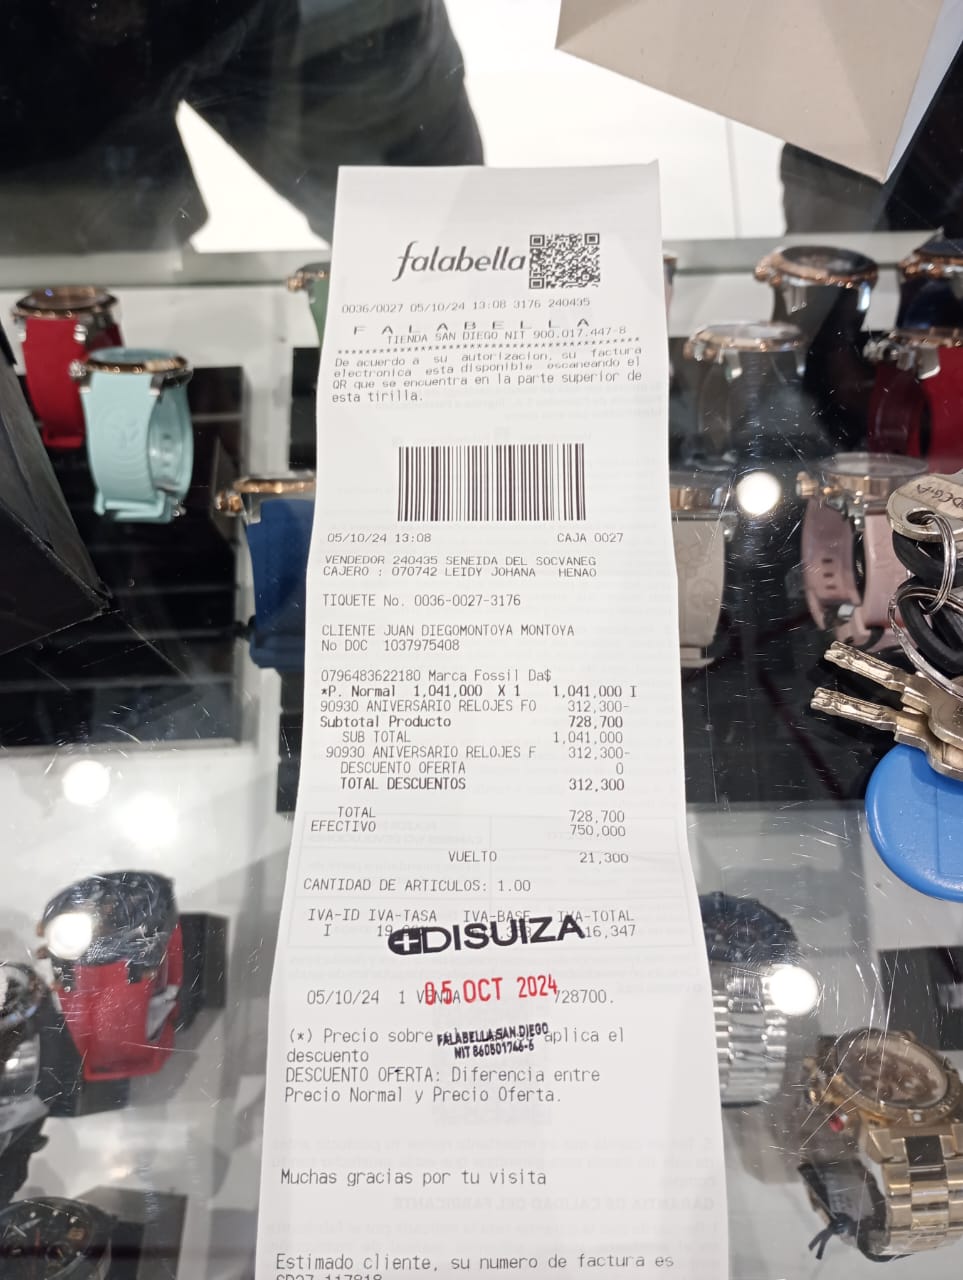 falabella
0036/0027 05/10/24 13:08 3176 240435
F A L A B E L L A
TIENDA SAN DIEGO NIT 900.017.447-8
****************************************
De acuerdo a su autorizacion, su factura
electronica esta disponible escaneando el
QR que se encuentra en la parte superior de
esta tirilla.
05/10/24 13:08 CAJA 0027
VENDEDOR 240435 SENEIDA DEL SOCVANEG
CAJERO : 070742 LEIDY JOHANA HENAO
TIQUETE No. 0036-0027-3176
CLIENTE JUAN DIEGOMONTOYA MONTOYA
No DOC 1037975408
0796483622180 Marca Fossil Da$
*P. Normal 1,041,000 X 1 1,041,000 I
90930 ANIVERSARIO RELOJES FO 312,300-
Subtotal Producto 728,700
SUB TOTAL 1,041,000
90930 ANIVERSARIO RELOJES F 312,300-
DESCUENTO OFERTA 0
TOTAL DESCUENTOS 312,300
TOTAL 728,700
EFECTIVO 750,000
VUELTO 21,300
CANTIDAD DE ARTICULOS: 1.00
IVA-ID IVA-TASA IVA-BASE IVA-TOTAL
I 116,347
DISUIZA
05 OCT 2024
05/10/24 1 VENTA 728700.
FALABELLA SAN DIEGO
NIT 860501746-6
(*) Precio sobre aplica el
descuento
DESCUENTO OFERTA: Diferencia entre
Precio Normal y Precio Oferta.
Muchas gracias por tu visita
Estimado cliente, su numero de factura es